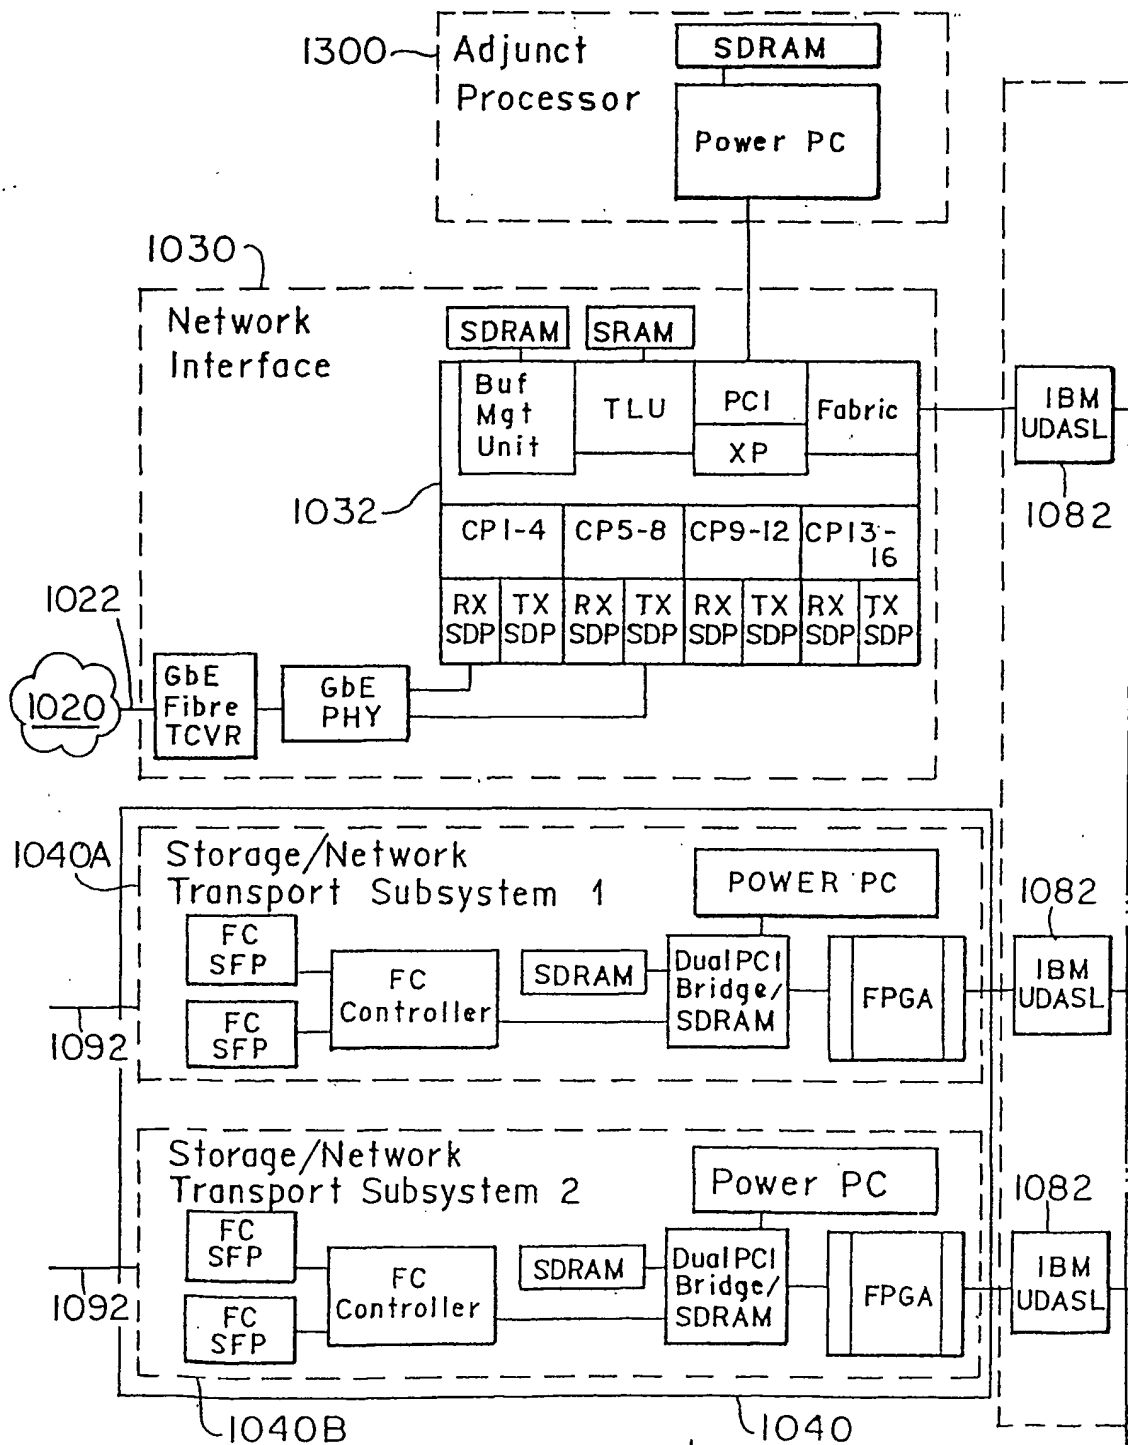 1300
Adjunct
Processor
SDRAM
Power PC
1030
Network
Interface
SDRAM
SRAM
Buf
Mgt
Unit
TLU
PCI
XP
Fabric
IBM
UDASL
1082
1032
CP1-4
CP5-8
CP9-12
CP13-
16
RX
SDP
TX
SDP
RX
SDP
TX
SDP
RX
SDP
TX
SDP
RX
SDP
TX
SDP
1022
1020
GbE
Fibre
TCVR
GbE
PHY
1040A
Storage/Network
Transport Subsystem 1
POWER PC
FC
SFP
FC
SFP
FC
Controller
SDRAM
Dual PCI
Bridge/
SDRAM
FPGA
1082
IBM
UDASL
1092
Storage/Network
Transport Subsystem 2
Power PC
FC
SFP
FC
SFP
FC
Controller
SDRAM
Dual PCI
Bridge/
SDRAM
FPGA
1082
IBM
UDASL
1092
1040B
1040